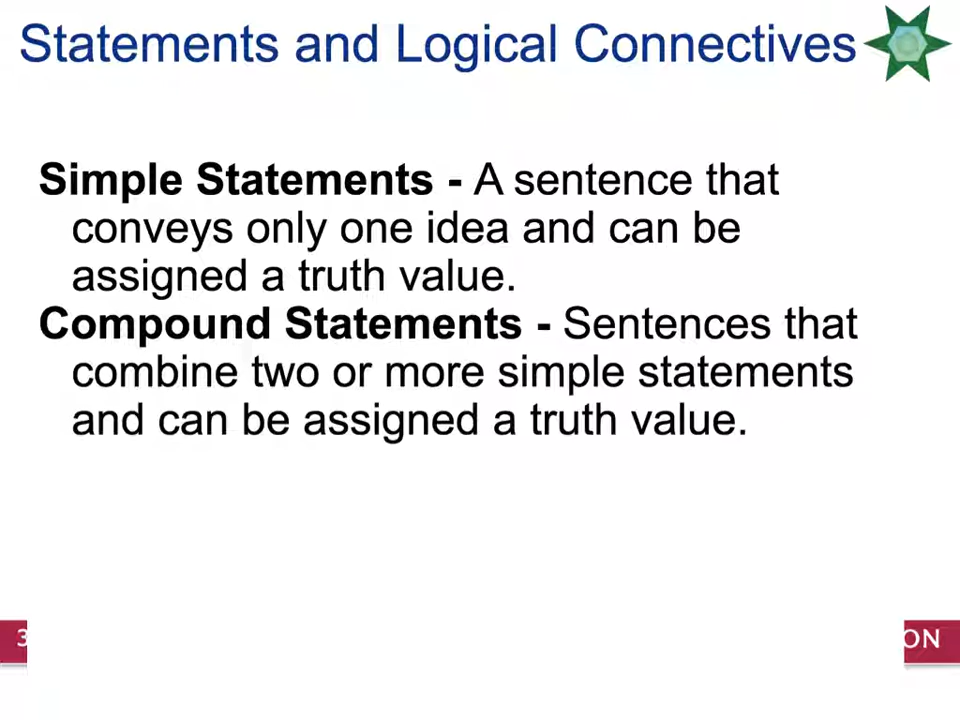 Statements and Logical Connectives
Simple Statements - A sentence that
conveys only one idea and can be
assigned a truth value.
Compound Statements - Sentences that
combine two or more simple statements
and can be assigned a truth value.
3
ON